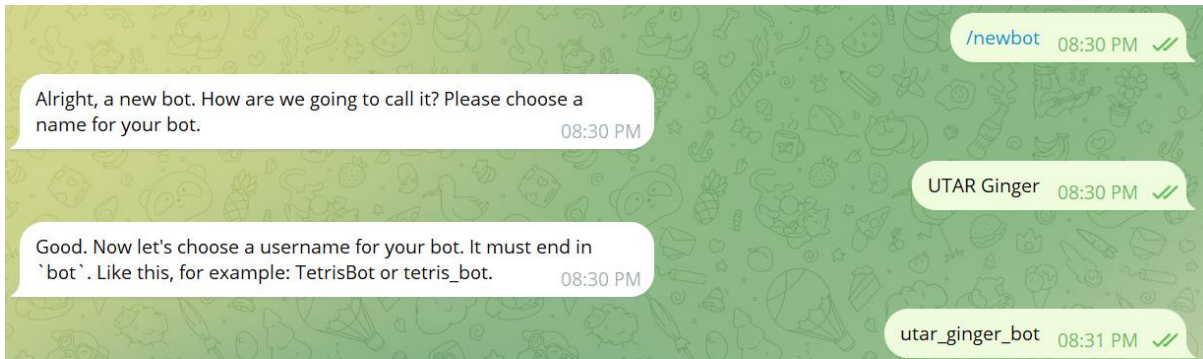 /newbot 08:30 PM
Alright, a new bot. How are we going to call it? Please choose a
name for your bot.
08:30 PM
UTAR Ginger 08:30 PM
Good. Now let's choose a username for your bot. It must end in
`bot`. Like this, for example: TetrisBot or tetris_bot.
08:30 PM
utar_ginger_bot 08:31 PM